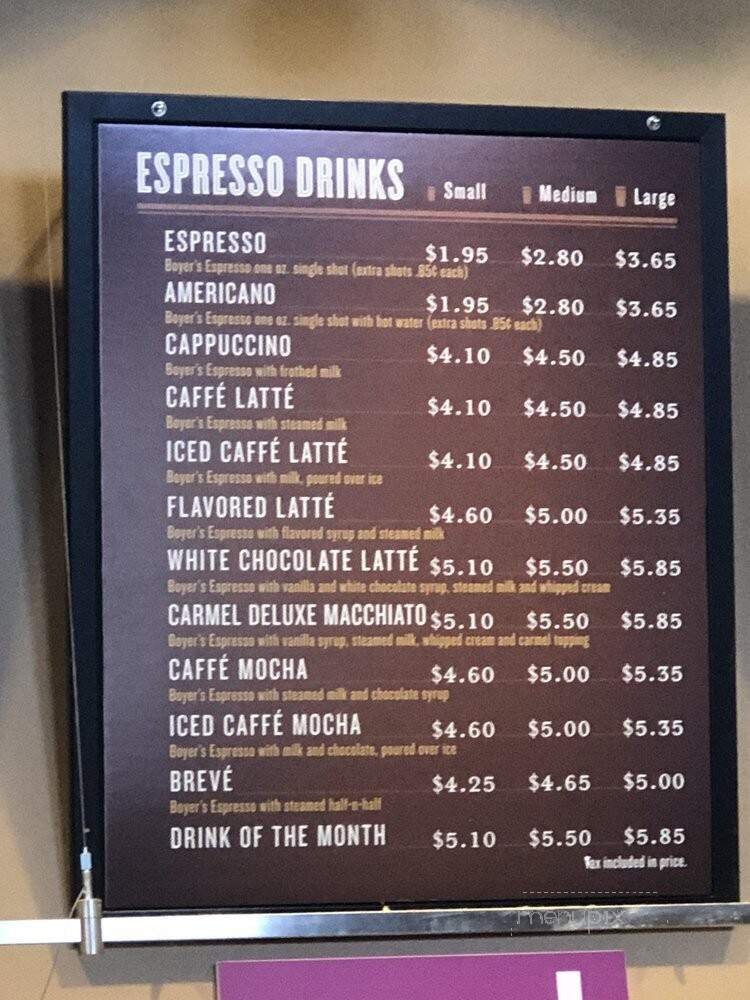 ESPRESSO DRINKS Small Medium Large
ESPRESSO $1.95 $2.80 $3.65
Boyer's Espresso one oz. single shot (extra shots .85¢ each)
AMERICANO $1.95 $2.80 $3.65
Boyer's Espresso one oz. single shot with hot water (extra shots .85¢ each)
CAPPUCCINO $4.10 $4.50 $4.85
Boyer's Espresso with frothed milk
CAFFÉ LATTÉ $4.10 $4.50 $4.85
Boyer's Espresso with steamed milk
ICED CAFFÉ LATTÉ $4.10 $4.50 $4.85
Boyer's Espresso with milk, poured over ice
FLAVORED LATTÉ $4.60 $5.00 $5.35
Boyer's Espresso with flavored syrup and steamed milk
WHITE CHOCOLATE LATTÉ $5.10 $5.50 $5.85
Boyer's Espresso with vanilla and white chocolate syrup, steamed milk and whipped cream
CARMEL DELUXE MACCHIATO $5.10 $5.50 $5.85
Boyer's Espresso with vanilla syrup, steamed milk, whipped cream and carmel topping
CAFFÉ MOCHA $4.60 $5.00 $5.35
Boyer's Espresso with steamed milk and chocolate syrup
ICED CAFFÉ MOCHA $4.60 $5.00 $5.35
Boyer's Espresso with milk and chocolate, poured over ice
BREVÉ $4.25 $4.65 $5.00
Boyer's Espresso with steamed half-n-half
DRINK OF THE MONTH $5.10 $5.50 $5.85
Tax included in price.
menupix